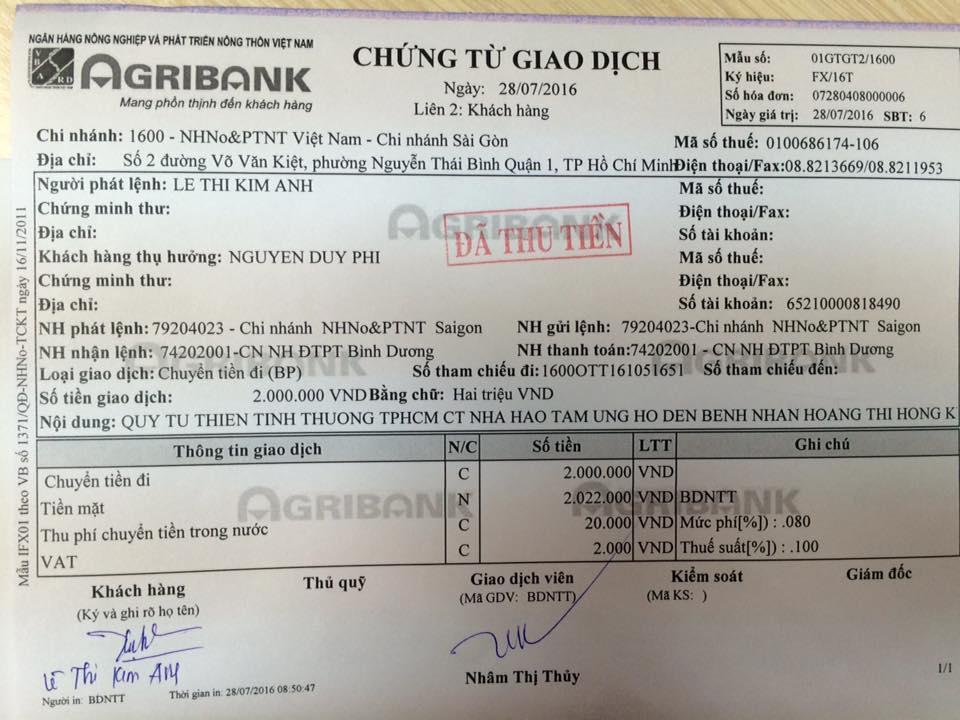 NGÂN HÀNG NÔNG NGHIỆP VÀ PHÁT TRIỂN NÔNG THÔN VIỆT NAM
VBARD AGRIBANK
Mang phồn thịnh đến khách hàng
CHỨNG TỪ GIAO DỊCH
Ngày: 28/07/2016
Liên 2: Khách hàng
Mẫu số: 01GTGT2/1600
Ký hiệu: FX/16T
Số hóa đơn: 07280408000006
Ngày giá trị: 28/07/2016 SBT: 6
Chi nhánh: 1600 - NHNo&PTNT Việt Nam - Chi nhánh Sài Gòn Mã số thuế: 0100686174-106
Địa chỉ: Số 2 đường Võ Văn Kiệt, phường Nguyễn Thái Bình Quận 1, TP Hồ Chí Minh Điện thoại/Fax:08.8213669/08.8211953
Người phát lệnh: LE THI KIM ANH Mã số thuế:
Chứng minh thư: Điện thoại/Fax:
Địa chỉ: Số tài khoản:
AGRIBANK
ĐÃ THU TIỀN
Khách hàng thụ hưởng: NGUYEN DUY PHI Mã số thuế:
Chứng minh thư: Điện thoại/Fax:
Địa chỉ: Số tài khoản: 65210000818490
NH phát lệnh: 79204023 - Chi nhánh NHNo&PTNT Saigon NH gửi lệnh: 79204023-Chi nhánh NHNo&PTNT Saigon
NH nhận lệnh: 74202001-CN NH ĐTPT Bình Dương NH thanh toán:74202001 - CN NH ĐTPT Bình Dương
Loại giao dịch: Chuyển tiền đi (BP) Số tham chiếu đi:1600OTT161051651 Số tham chiếu đến:
Số tiền giao dịch: 2.000.000 VND Bằng chữ: Hai triệu VND
Nội dung: QUY TU THIEN TINH THUONG TPHCM CT NHA HAO TAM UNG HO DEN BENH NHAN HOANG THI HONG K
Thông tin giao dịch N/C Số tiền LTT Ghi chú
Chuyển tiền đi C 2.000.000 VND
Tiền mặt N 2.022.000 VND BDNTT
Thu phí chuyển tiền trong nước C 20.000 VND Mức phí[%]) : .080
VAT C 2.000 VND Thuế suất[%]) : .100
AGRIBANK
Khách hàng Thủ quỹ Giao dịch viên Kiểm soát Giám đốc
(Ký và ghi rõ họ tên) (Mã GDV: BDNTT) (Mã KS: )
Lê Thi Kim Anh
Nhâm Thị Thủy
Người in: BDNTT Thời gian in: 28/07/2016 08:50:47
1/1
Mẫu IFX01 theo VB số 1371/QĐ-NHNo-TCKT ngày 16/11/2011